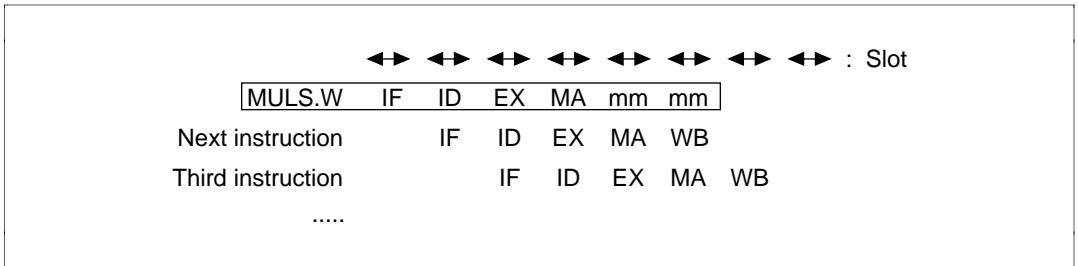 : Slot
MULS.W IF ID EX MA mm mm
Next instruction IF ID EX MA WB
Third instruction IF ID EX MA WB
.....